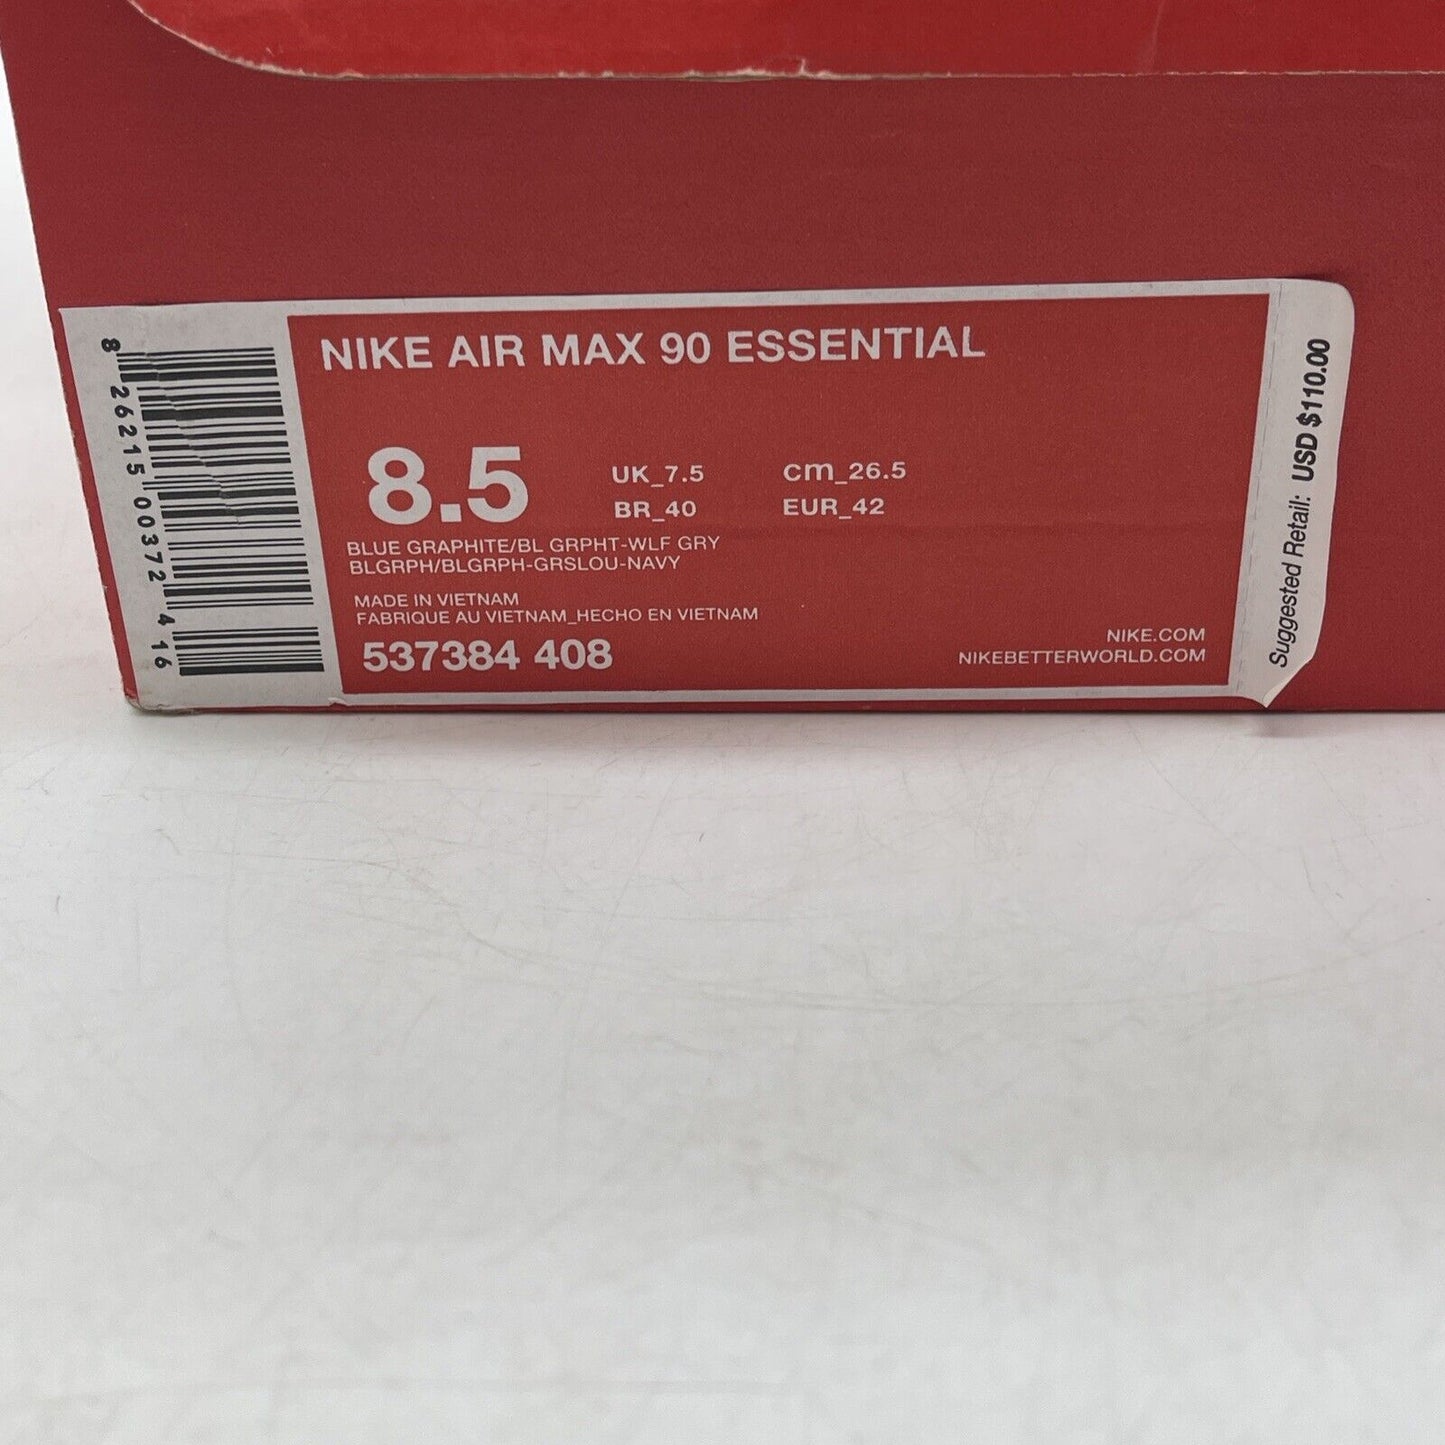 NIKE AIR MAX 90 ESSENTIAL
8.5
UK_7.5 cm_26.5
BR_40 EUR_42
BLUE GRAPHITE/BL GRPHT-WLF GRY
BLGRPH/BLGRPH-GRSLOU-NAVY
MADE IN VIETNAM
FABRIQUE AU VIETNAM_HECHO EN VIETNAM
537384 408
NIKE.COM
NIKEBETTERWORLD.COM
8 26215 00372 4 16
Suggested Retail: USD $110.00